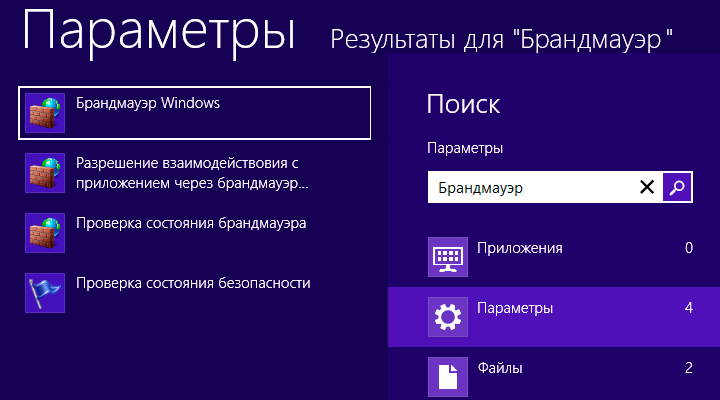 Параметры Результаты для "Брандмауэр"
Брандмауэр Windows
Разрешение взаимодействовия с
приложением через брандмауэр...
Проверка состояния брандмауэра
Проверка состояния безопасности
Поиск
Параметры
Брандмауэр
Приложения 0
Параметры 4
Файлы 2